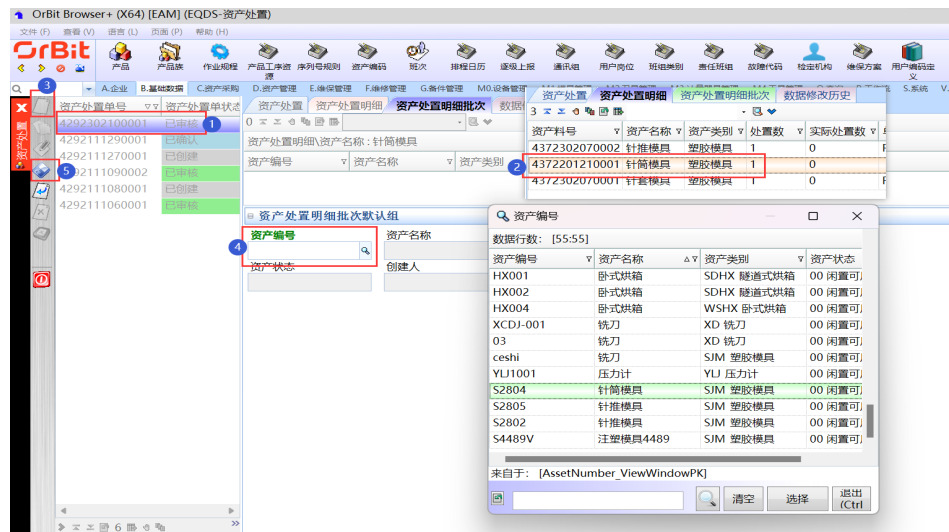 OrBit Browser+ (X64) [EAM] (EQDS-资产处置)
文件 (F) 查看 (V) 语言 (L) 页面 (P) 帮助 (H)
OrBit
产品 产品族 作业规程 产品工序资源 序列号规则 资产编码 班次 排程日历 逐级上报 通讯组 用户岗位 班组类别 责任班组 故障代码 检定机构 维保方案 用户编码定义
A.企业 B.基础数据 C.资产采购 D.资产管理 E.维保管理 F.维修管理 G.备件管理 M0.设备管理 S.系统 V.
3
资产处置
资产处置单号 资产处置单状态
4292302100001 已审核 1
4292111290001 已确认
4292111270001 已创建
4292111090002 已审核
4292111080001 已创建
4292111060001 已审核
5
6
资产处置 资产处置明细 资产处置明细批次 数据
0
资产处置明细\资产名称: 针筒模具
资产编号 资产名称 资产类别
资产处置 资产处置明细 资产处置明细批次 数据修改历史
3
资产料号 资产名称 资产类别 处置数 实际处置数
4372302070002 针推模具 塑胶模具 1 0
2
4372201210001 针筒模具 塑胶模具 1 0
4372302070001 针套模具 塑胶模具 1 0
资产处置明细批次默认组
资产编号 资产名称
4
资产状态 创建人
资产编号
数据行数: [55:55]
资产编号 资产名称 资产类别 资产状态
HX001 卧式烘箱 SDHX 隧道式烘箱 00 闲置可
HX002 卧式烘箱 SDHX 隧道式烘箱 00 闲置可
HX004 卧式烘箱 WSHX 卧式烘箱 00 闲置可
XCDJ-001 铣刀 XD 铣刀 00 闲置可
03 铣刀 XD 铣刀 00 闲置可
ceshi 铣刀 SJM 塑胶模具 00 闲置可
YLJ1001 压力计 YLJ 压力计 00 闲置可
S2804 针筒模具 SJM 塑胶模具 00 闲置可
S2805 针推模具 SJM 塑胶模具 00 闲置可
S2802 针推模具 SJM 塑胶模具 00 闲置可
S4489V 注塑模具4489 SJM 塑胶模具 00 闲置可
来自于: [AssetNumber_ViewWindowPK]
清空 选择 退出 (Ctrl